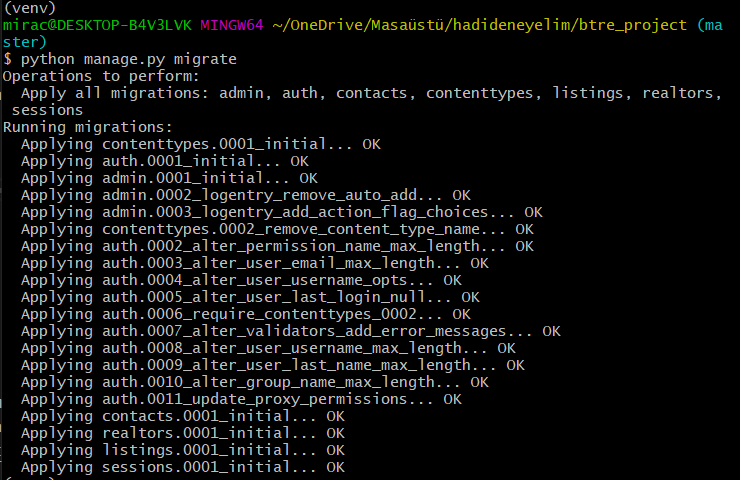 (venv)
mirac@DESKTOP-B4V3LVK MINGW64 ~/OneDrive/Masaüstü/hadideneyelim/btre_project (ma
ster)
$ python manage.py migrate
Operations to perform:
  Apply all migrations: admin, auth, contacts, contenttypes, listings, realtors,
 sessions
Running migrations:
  Applying contenttypes.0001_initial... OK
  Applying auth.0001_initial... OK
  Applying admin.0001_initial... OK
  Applying admin.0002_logentry_remove_auto_add... OK
  Applying admin.0003_logentry_add_action_flag_choices... OK
  Applying contenttypes.0002_remove_content_type_name... OK
  Applying auth.0002_alter_permission_name_max_length... OK
  Applying auth.0003_alter_user_email_max_length... OK
  Applying auth.0004_alter_user_username_opts... OK
  Applying auth.0005_alter_user_last_login_null... OK
  Applying auth.0006_require_contenttypes_0002... OK
  Applying auth.0007_alter_validators_add_error_messages... OK
  Applying auth.0008_alter_user_username_max_length... OK
  Applying auth.0009_alter_user_last_name_max_length... OK
  Applying auth.0010_alter_group_name_max_length... OK
  Applying auth.0011_update_proxy_permissions... OK
  Applying contacts.0001_initial... OK
  Applying realtors.0001_initial... OK
  Applying listings.0001_initial... OK
  Applying sessions.0001_initial... OK